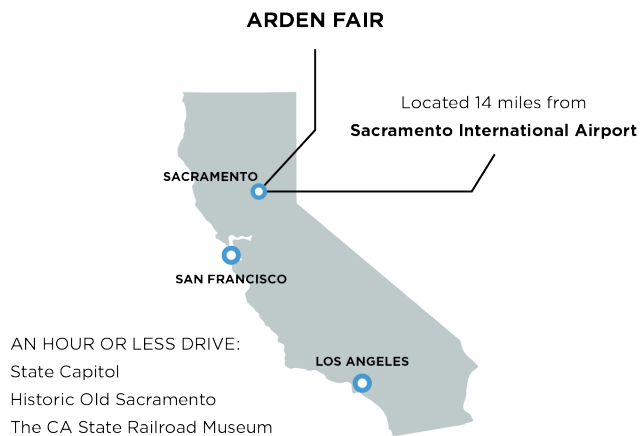 ARDEN FAIR
Located 14 miles from
Sacramento International Airport
SACRAMENTO
SAN FRANCISCO
LOS ANGELES
AN HOUR OR LESS DRIVE:
State Capitol
Historic Old Sacramento
The CA State Railroad Museum